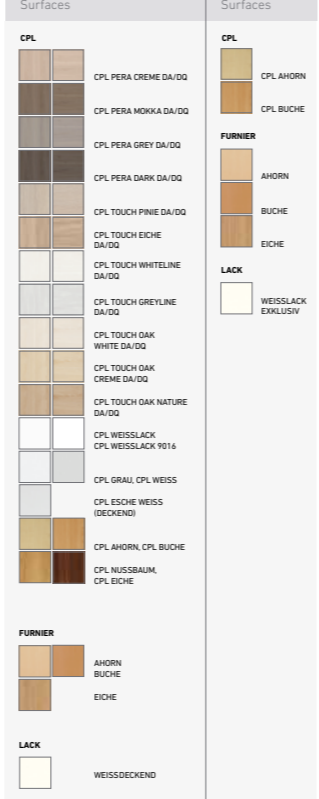 Surfaces
CPL
CPL PERA CREME DA/DQ
CPL PERA MOKKA DA/DQ
CPL PERA GREY DA/DQ
CPL PERA DARK DA/DQ
CPL TOUCH PINIE DA/DQ
CPL TOUCH EICHE
DA/DQ
CPL TOUCH WHITELINE
DA/DQ
CPL TOUCH GREYLINE
DA/DQ
CPL TOUCH OAK
WHITE DA/DQ
CPL TOUCH OAK
CREME DA/DQ
CPL TOUCH OAK NATURE
DA/DQ
CPL WEISSLACK
CPL WEISSLACK 9016
CPL GRAU, CPL WEISS
CPL ESCHE WEISS
(DECKEND)
CPL AHORN, CPL BUCHE
CPL NUSSBAUM,
CPL EICHE
FURNIER
AHORN
BUCHE
EICHE
LACK
WEISSDECKEND
Surfaces
CPL
CPL AHORN
CPL BUCHE
FURNIER
AHORN
BUCHE
EICHE
LACK
WEISSLACK
EXKLUSIV